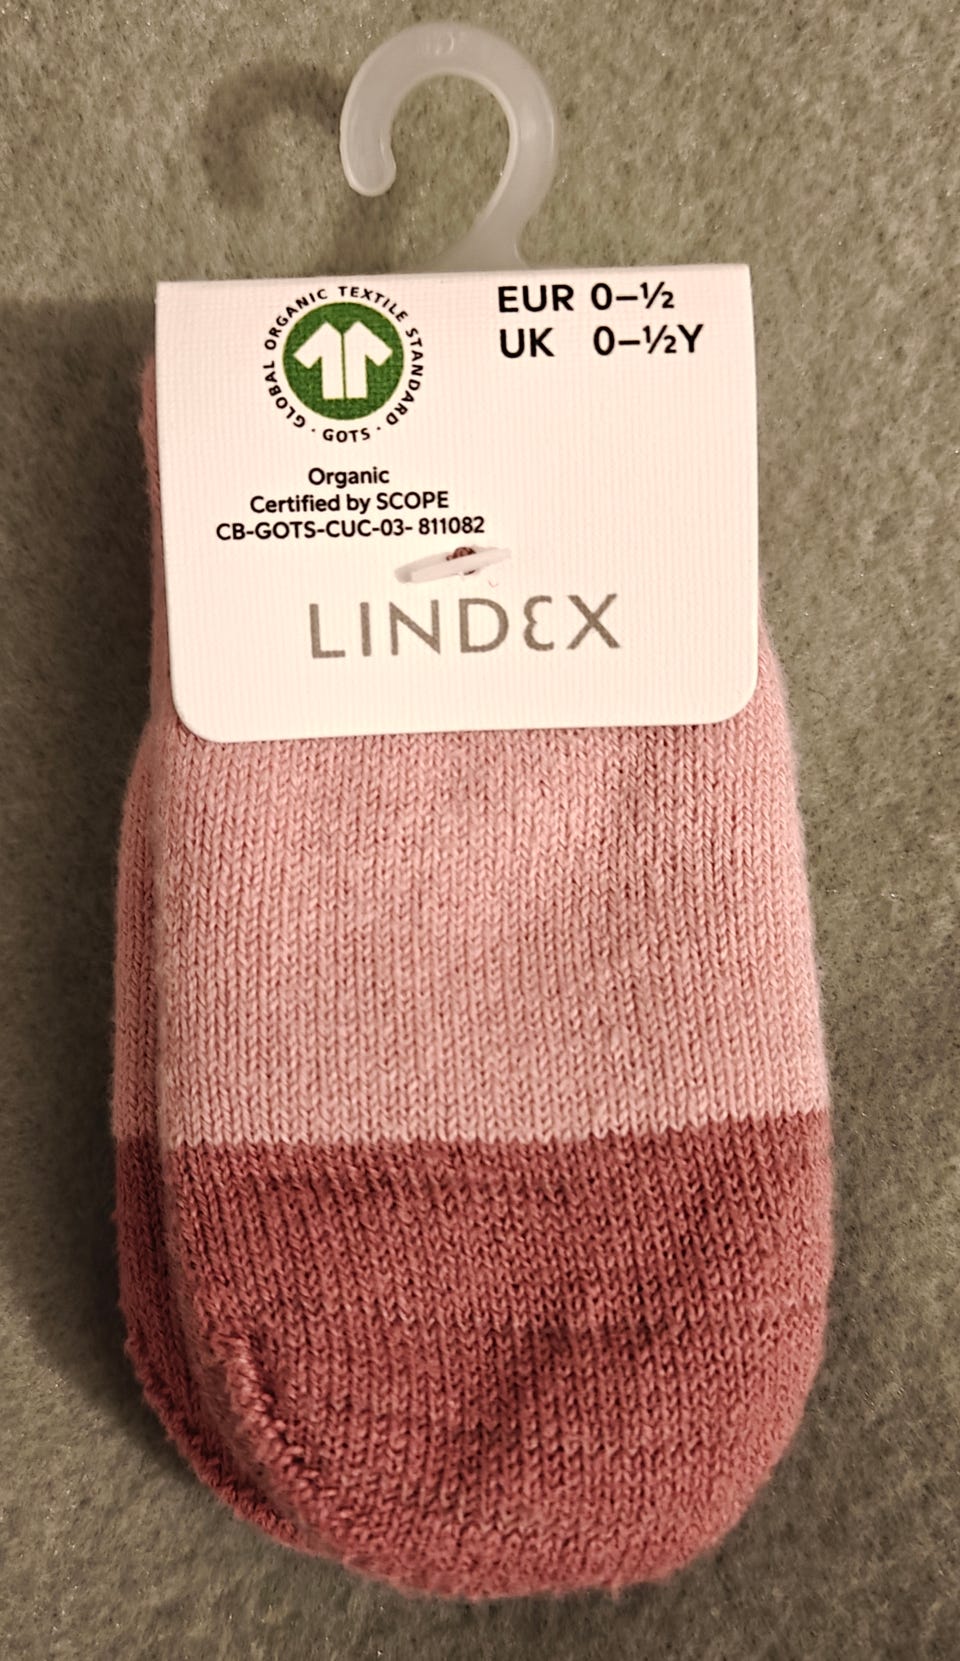 GLOBAL ORGANIC TEXTILE STANDARD
· GOTS ·
EUR 0–½
UK 0–½Y
Organic
Certified by SCOPE
CB-GOTS-CUC-03- 811082
LINDEX